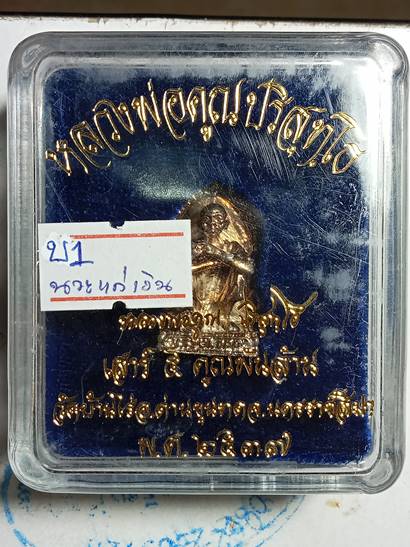 หลวงพ่อคูณปริสุทฺโธ
บ1
นวะหน้าเงิน
เสาร์ ๕ คูณพันล้าน
วัดบ้านไร่อ.ด่านขุนทดจ.นครราชสีมา
พ.ศ.๒๕๓๗